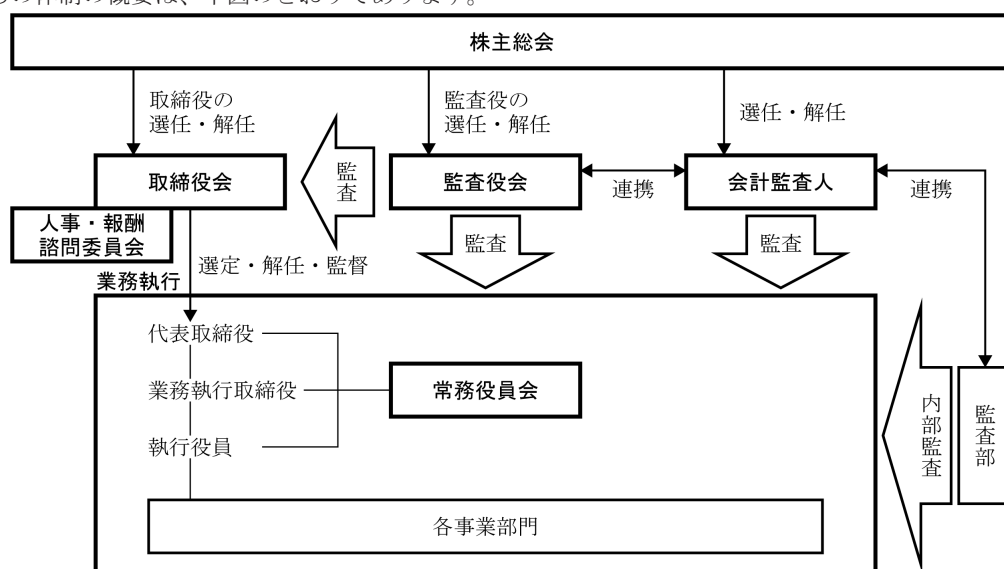 らの体制の概要は、下図のとおりであります。
株主総会
取締役の
選任・解任
監査役の
選任・解任
選任・解任
取締役会
監査
監査役会
連携
会計監査人
連携
人事・報酬
諮問委員会
選定・解任・監督
監査
監査
業務執行
代表取締役
業務執行取締役
執行役員
常務役員会
内部監査
監査部
各事業部門